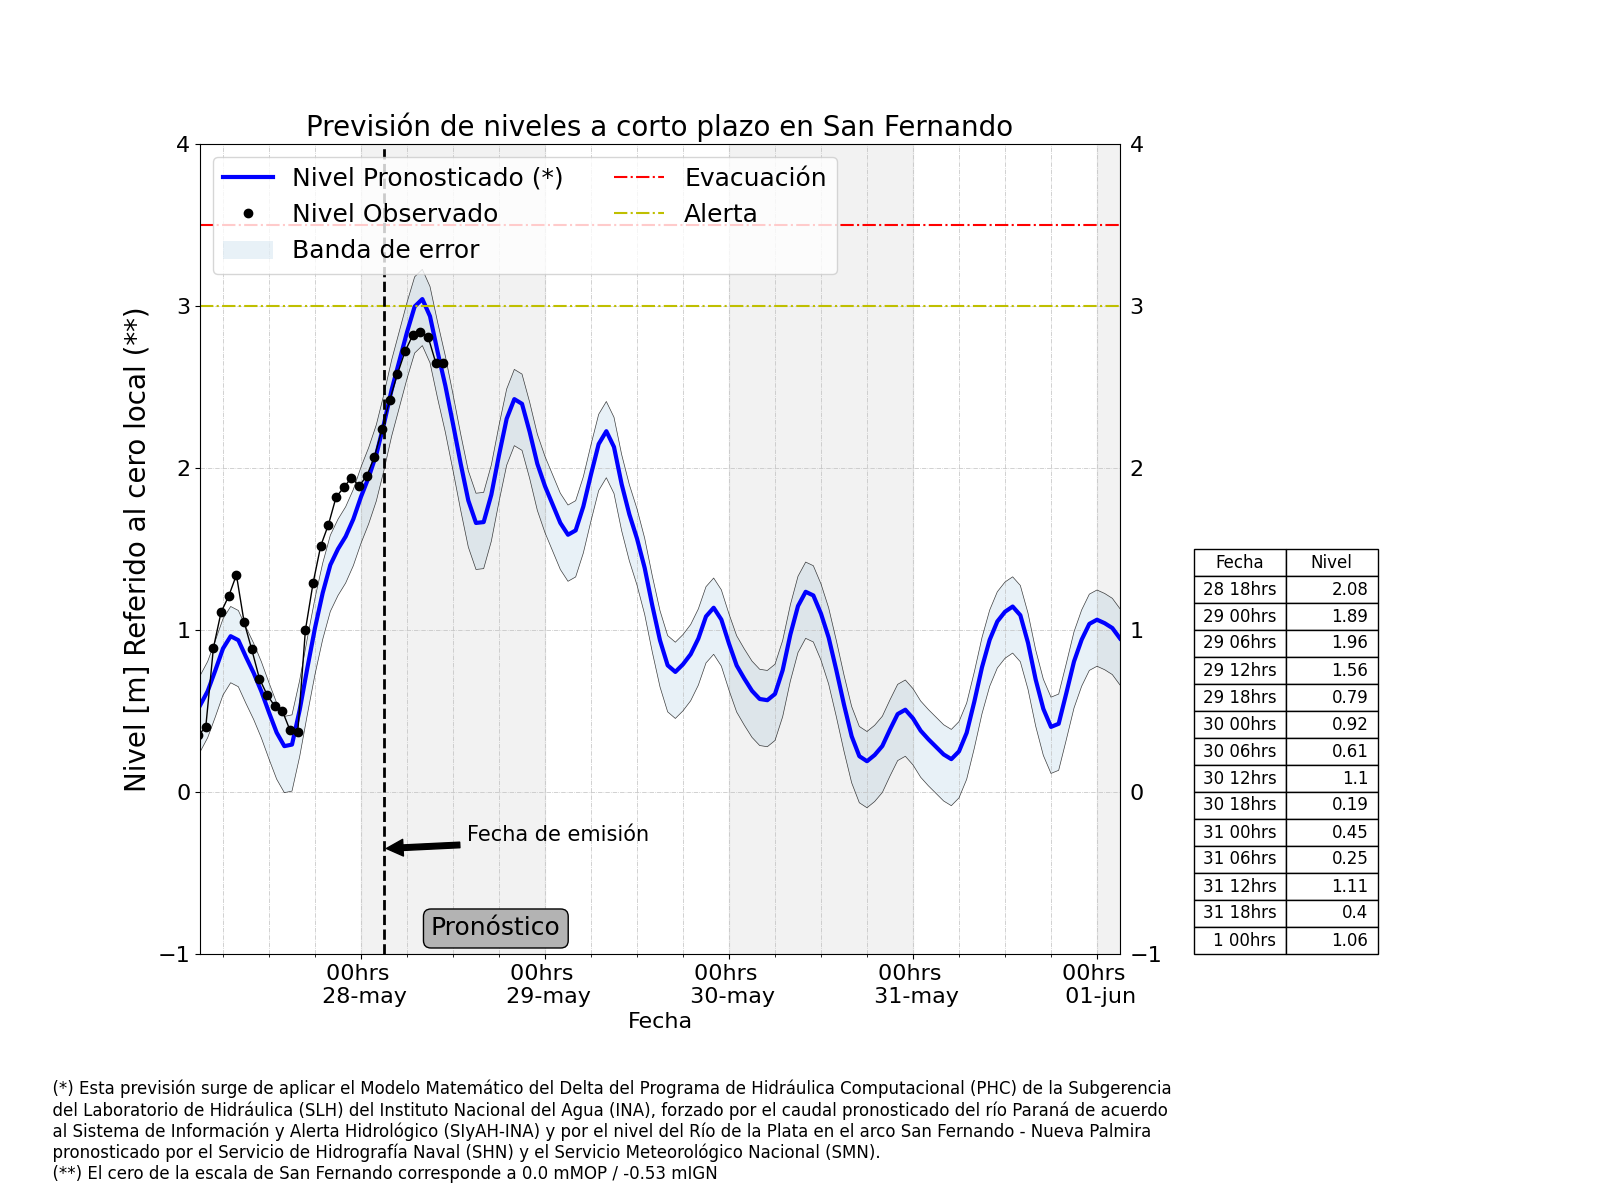 Previsión de niveles a corto plazo en San Fernando
4
3
2
1
0
−1
Nivel [m] Referido al cero local (**)
Nivel Pronosticado (*)
Nivel Observado
Banda de error
Evacuación
Alerta
4
3
2
1
0
−1
Fecha de emisión
Pronóstico
00hrs
28-may
00hrs
29-may
00hrs
30-may
00hrs
31-may
00hrs
01-jun
Fecha
Fecha Nivel
28 18hrs 2.08
29 00hrs 1.89
29 06hrs 1.96
29 12hrs 1.56
29 18hrs 0.79
30 00hrs 0.92
30 06hrs 0.61
30 12hrs 1.1
30 18hrs 0.19
31 00hrs 0.45
31 06hrs 0.25
31 12hrs 1.11
31 18hrs 0.4
1 00hrs 1.06
(*) Esta previsión surge de aplicar el Modelo Matemático del Delta del Programa de Hidráulica Computacional (PHC) de la Subgerencia
del Laboratorio de Hidráulica (SLH) del Instituto Nacional del Agua (INA), forzado por el caudal pronosticado del río Paraná de acuerdo
al Sistema de Información y Alerta Hidrológico (SIyAH-INA) y por el nivel del Río de la Plata en el arco San Fernando - Nueva Palmira
pronosticado por el Servicio de Hidrografía Naval (SHN) y el Servicio Meteorológico Nacional (SMN).
(**) El cero de la escala de San Fernando corresponde a 0.0 mMOP / -0.53 mIGN